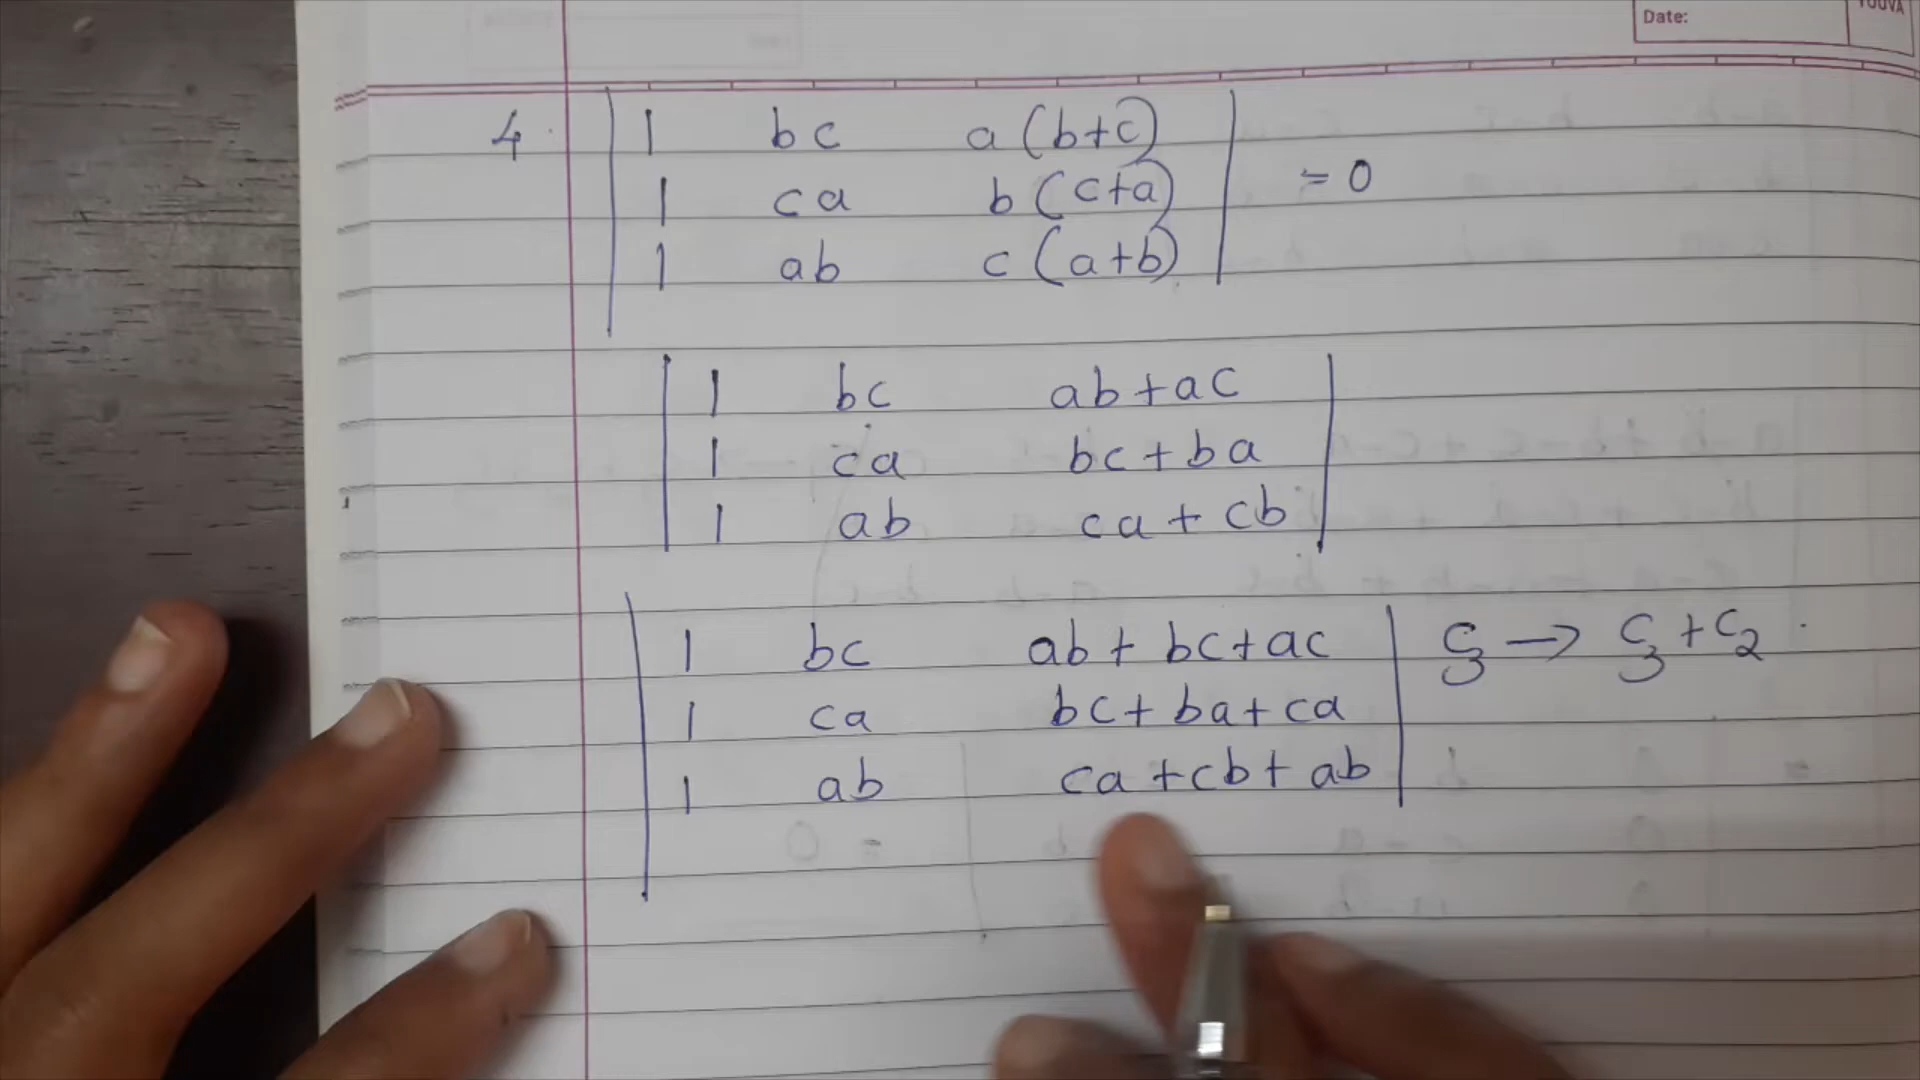 Date:
YOUVA
4. | 1 bc a(b+c) |
| 1 ca b(c+a) | = 0
| 1 ab c(a+b) |
| 1 bc ab+ac |
| 1 ca bc+ba |
| 1 ab ca+cb |
| 1 bc ab+bc+ac | C3 → C3+C2.
| 1 ca bc+ba+ca |
| 1 ab ca+cb+ab |